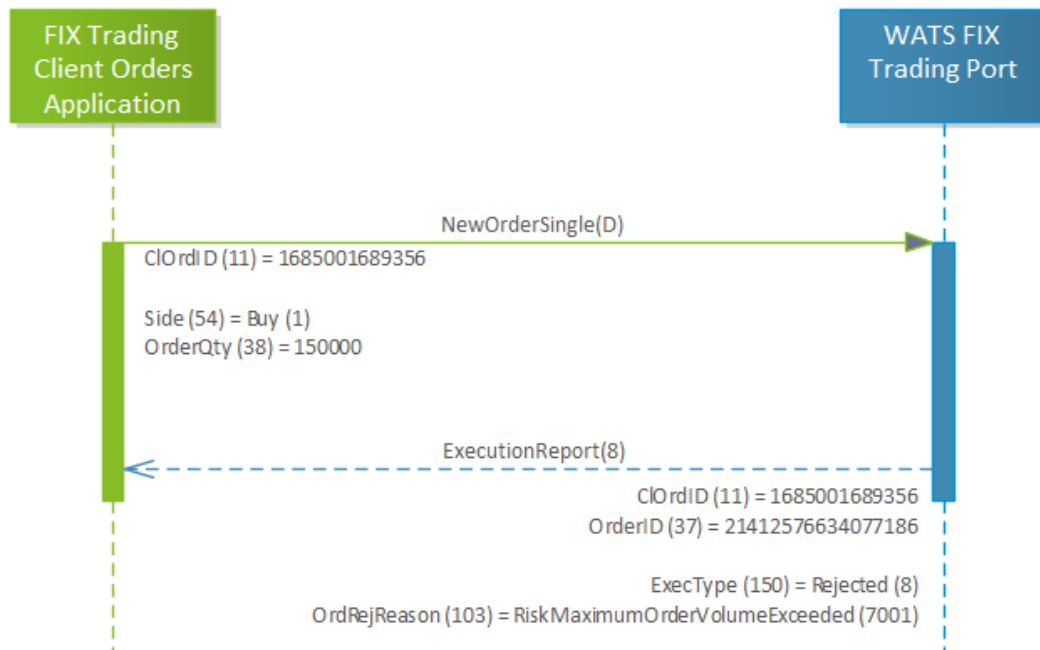 FIX Trading
Client Orders
Application
WATS FIX
Trading Port
NewOrderSingle(D)
ClOrdID (11) = 1685001689356
Side (54) = Buy (1)
OrderQty (38) = 150000
ExecutionReport(8)
ClOrdID (11) = 1685001689356
OrderID (37) = 21412576634077186
ExecType (150) = Rejected (8)
OrdRejReason (103) = RiskMaximumOrderVolumeExceeded (7001)